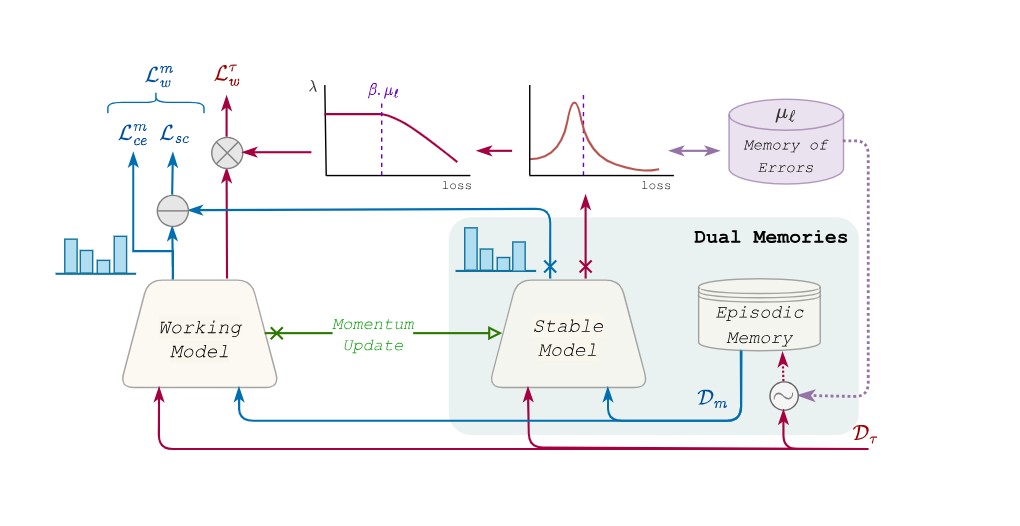 ℒ_w^m
ℒ_w^τ
ℒ_ce^m ℒ_sc
λ
β.μ_ℓ
loss
loss
μ_ℓ
Memory of
Errors
Dual Memories
Working
Model
Momentum
Update
Stable
Model
Episodic
Memory
𝒟_m
𝒟_τ